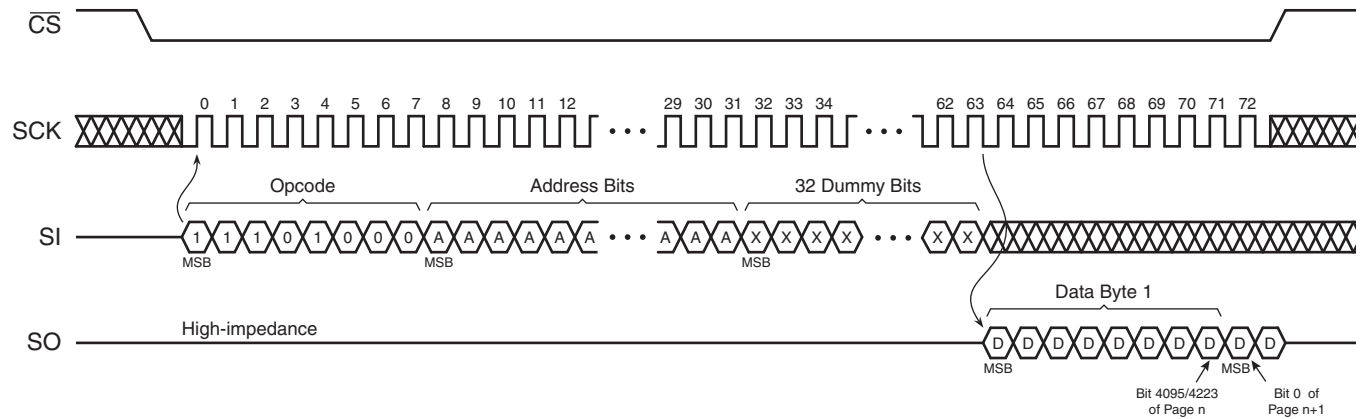 CS
0 1 2 3 4 5 6 7 8 9 10 11 12 29 30 31 32 33 34 62 63 64 65 66 67 68 69 70 71 72
SCK
Opcode Address Bits 32 Dummy Bits
SI 1 1 1 0 1 0 0 0 A A A A A A A A A X X X X X X
MSB MSB MSB
Data Byte 1
High-impedance
SO D D D D D D D D D D
MSB MSB
Bit 4095/4223 Bit 0 of
of Page n Page n+1